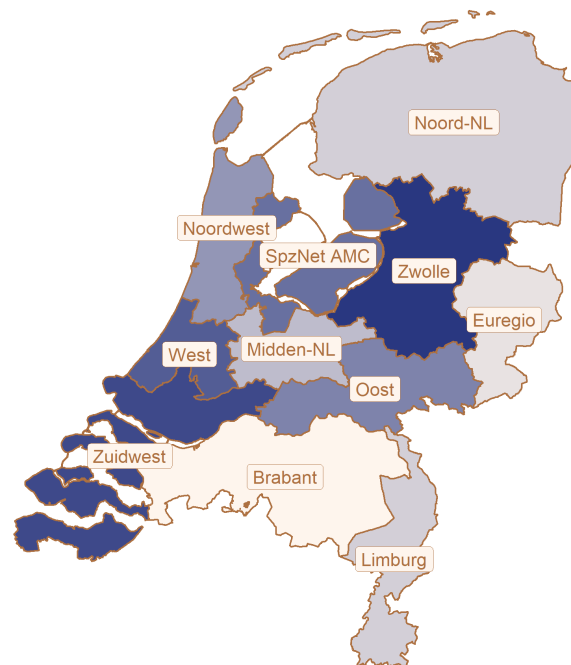 Noord-NL
Noordwest
SpzNet AMC
Zwolle
Euregio
West
Midden-NL
Oost
Zuidwest
Brabant
Limburg